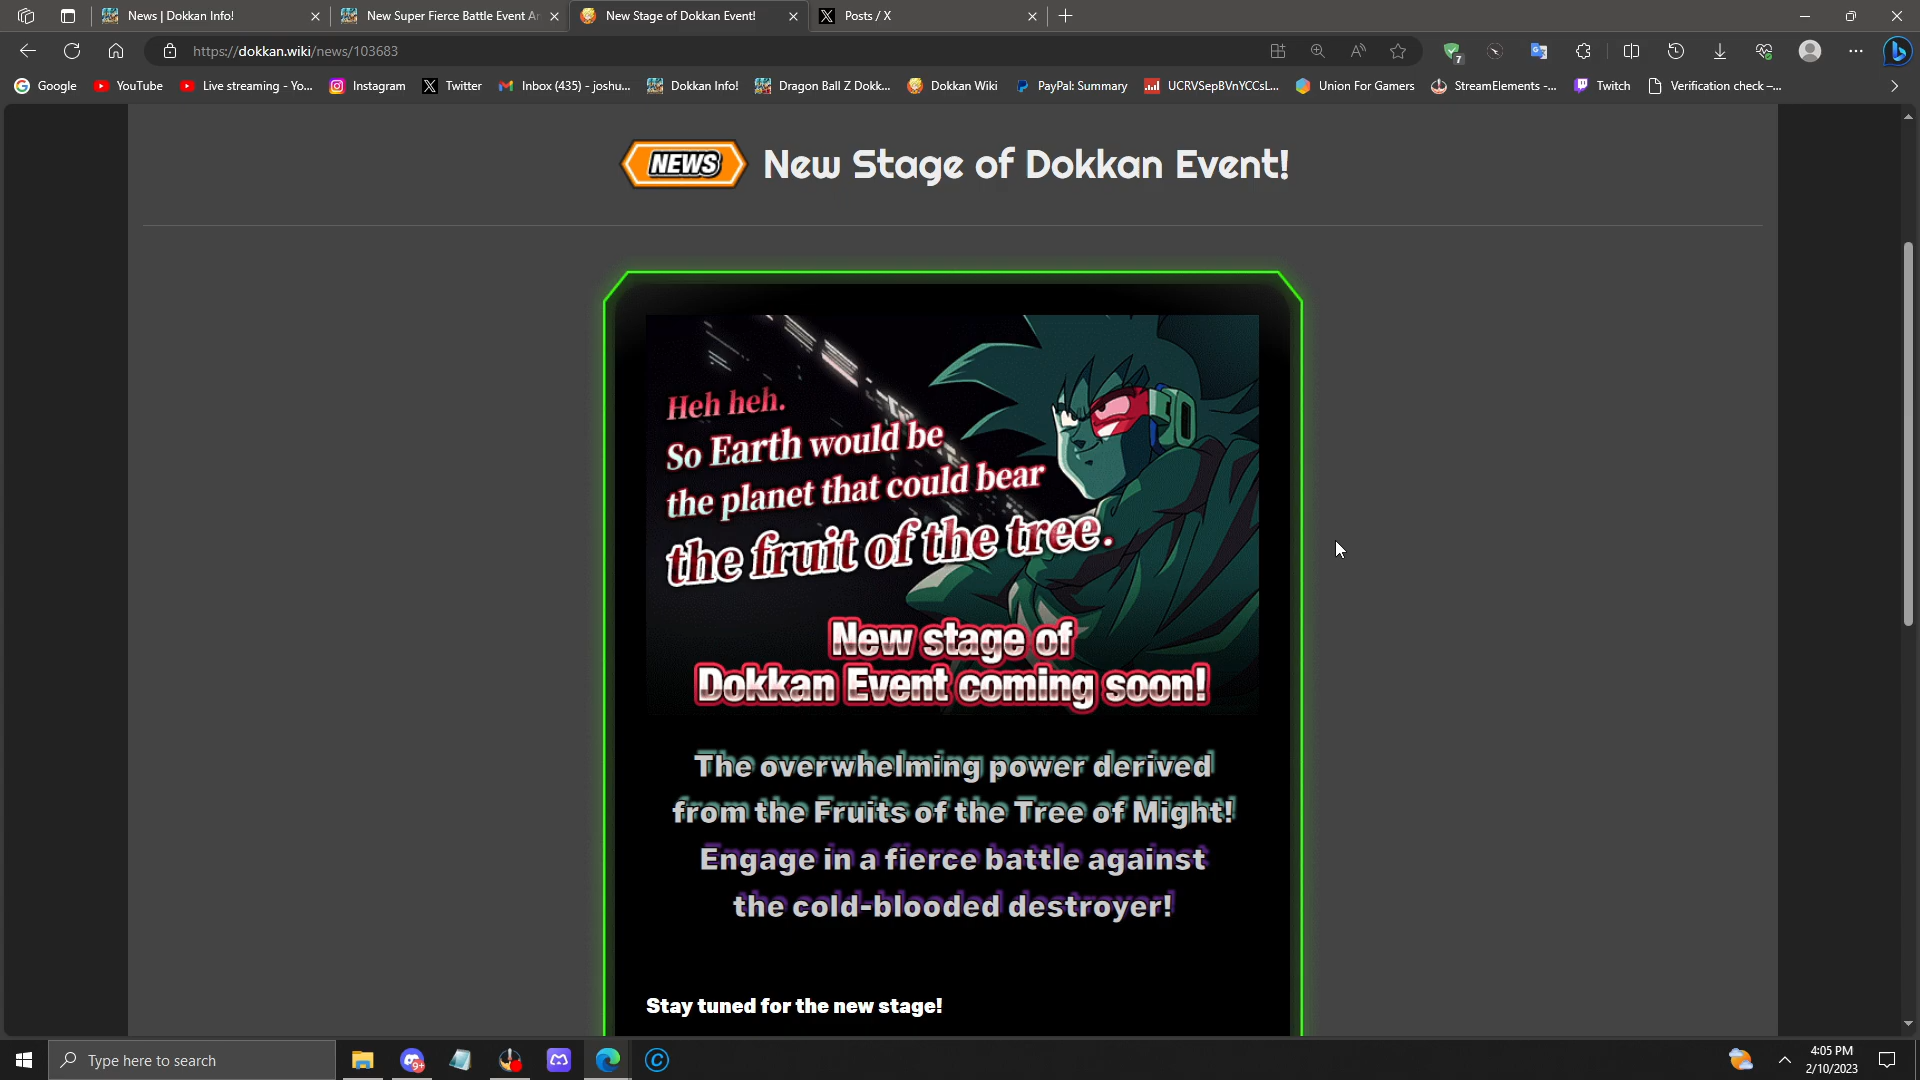 News | Dokkan Info!
New Super Fierce Battle Event An
New Stage of Dokkan Event!
Posts / X
https://dokkan.wiki/news/103683
7
Google
YouTube
Live streaming - Yo...
Instagram
Twitter
Inbox (435) - joshu...
Dokkan Info!
Dragon Ball Z Dokk...
Dokkan Wiki
PayPal: Summary
UCRVSepBVnYCCsL...
Union For Gamers
StreamElements -...
Twitch
Verification check –...
NEWS
New Stage of Dokkan Event!
Heh heh.
So Earth would be
the planet that could bear
the fruit of the tree.
New stage of
Dokkan Event coming soon!
The overwhelming power derived
from the Fruits of the Tree of Might!
Engage in a fierce battle against
the cold-blooded destroyer!
Stay tuned for the new stage!
Type here to search
9+
4:05 PM
2/10/2023